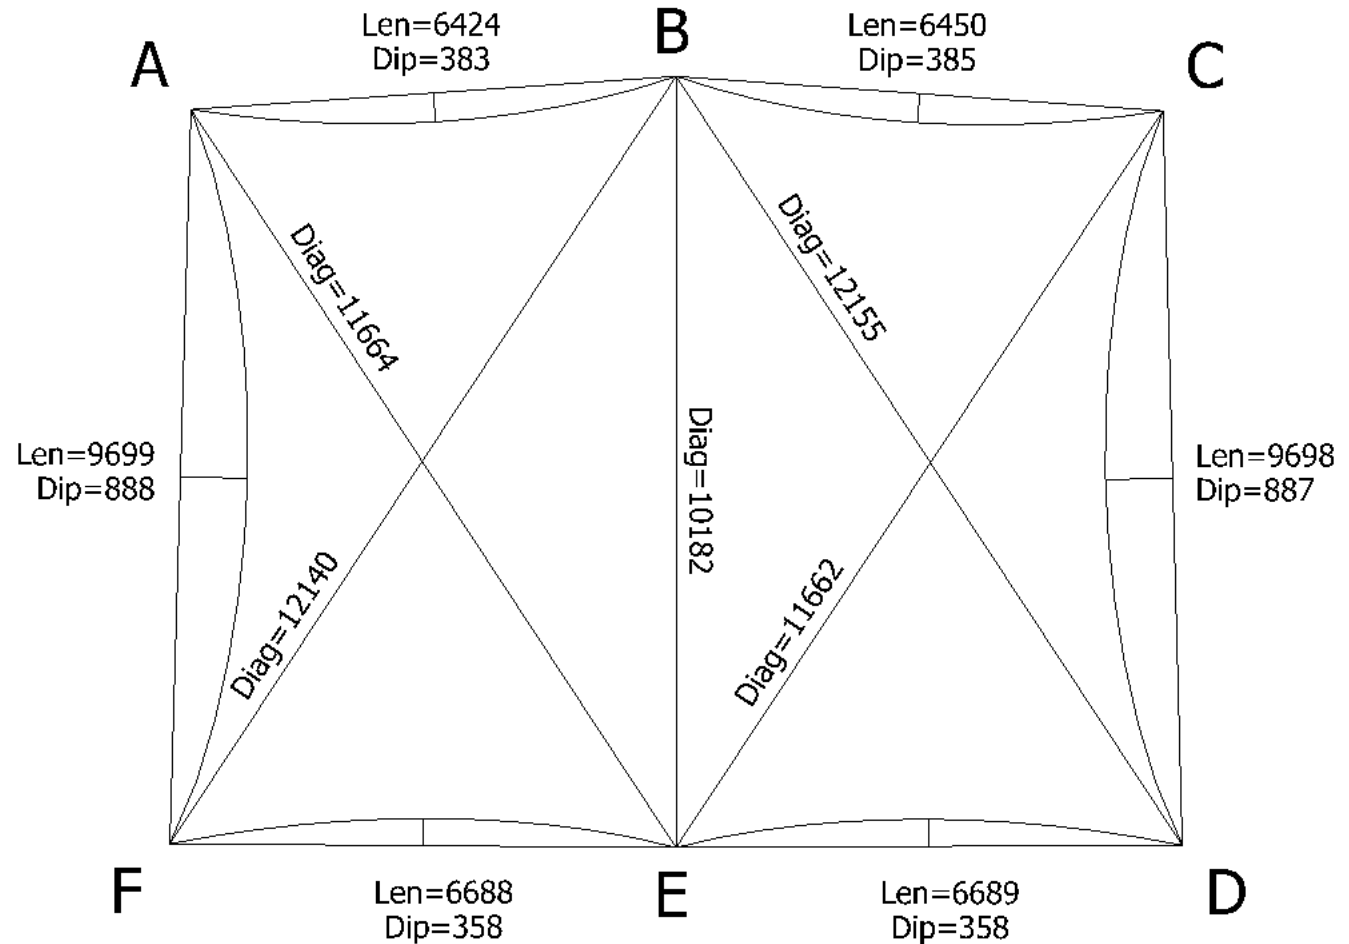 Len=6424
Dip=383
B
Len=6450
Dip=385
A
C
Diag=11664
Diag=12155
Len=9699
Dip=888
Diag=10182
Len=9698
Dip=887
Diag=12140
Diag=11662
F
Len=6688
Dip=358
E
Len=6689
Dip=358
D